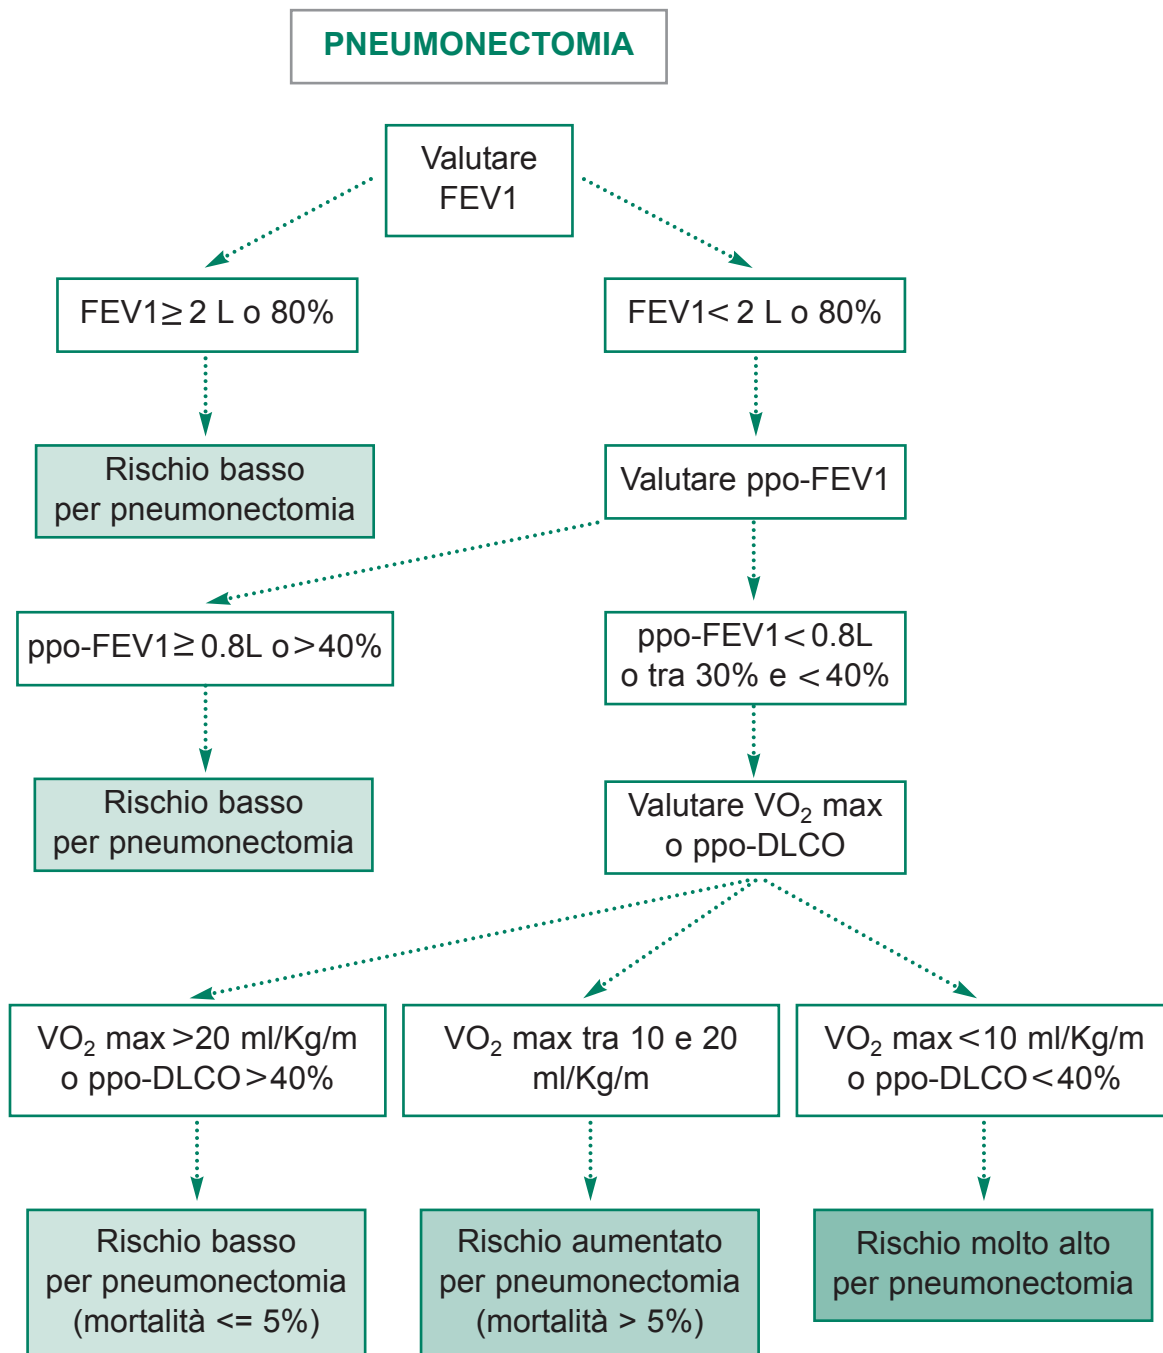 PNEUMONECTOMIA
Valutare
FEV1
FEV1≥ 2 L o 80%
FEV1< 2 L o 80%
Rischio basso
per pneumonectomia
Valutare ppo-FEV1
ppo-FEV1≥ 0.8L o>40%
ppo-FEV1<0.8L
o tra 30% e <40%
Rischio basso
per pneumonectomia
Valutare VO₂ max
o ppo-DLCO
VO₂ max >20 ml/Kg/m
o ppo-DLCO>40%
VO₂ max tra 10 e 20
ml/Kg/m
VO₂ max<10 ml/Kg/m
o ppo-DLCO<40%
Rischio basso
per pneumonectomia
(mortalità <= 5%)
Rischio aumentato
per pneumonectomia
(mortalità > 5%)
Rischio molto alto
per pneumonectomia